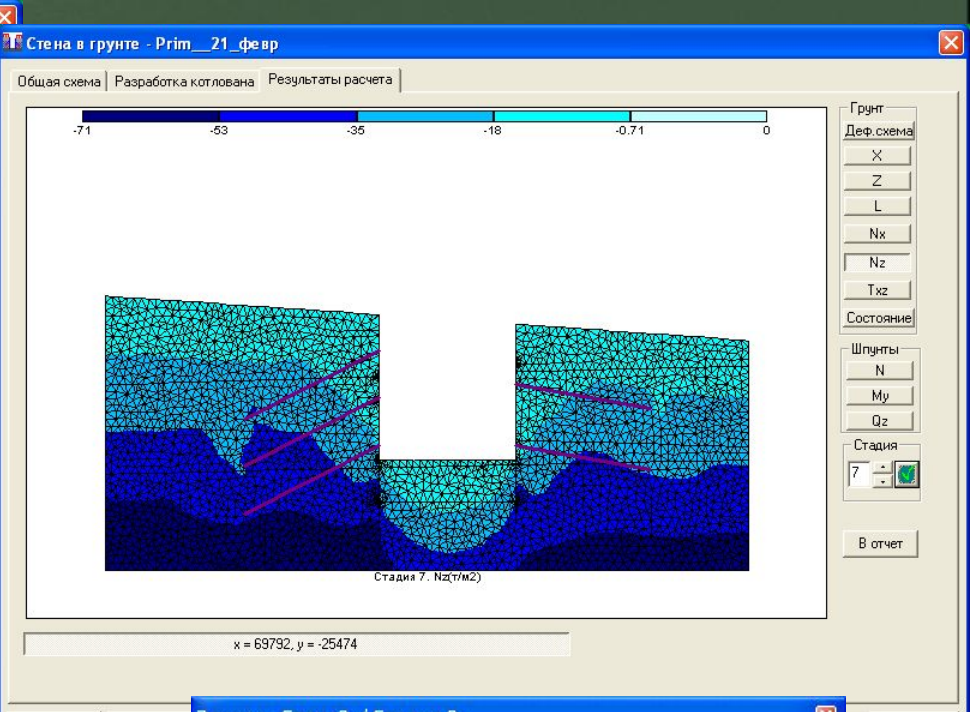 Стена в грунте - Prim__21_февр
Общая схема
Разработка котлована
Результаты расчета
-71 -53 -35 -18 -0.71 0
Стадия 7. Nz(т/м2)
x = 69792, y = -25474
Грунт
Деф.схема
X
Z
L
Nx
Nz
Txz
Состояние
Шпунты
N
My
Qz
Стадия
7
В отчет